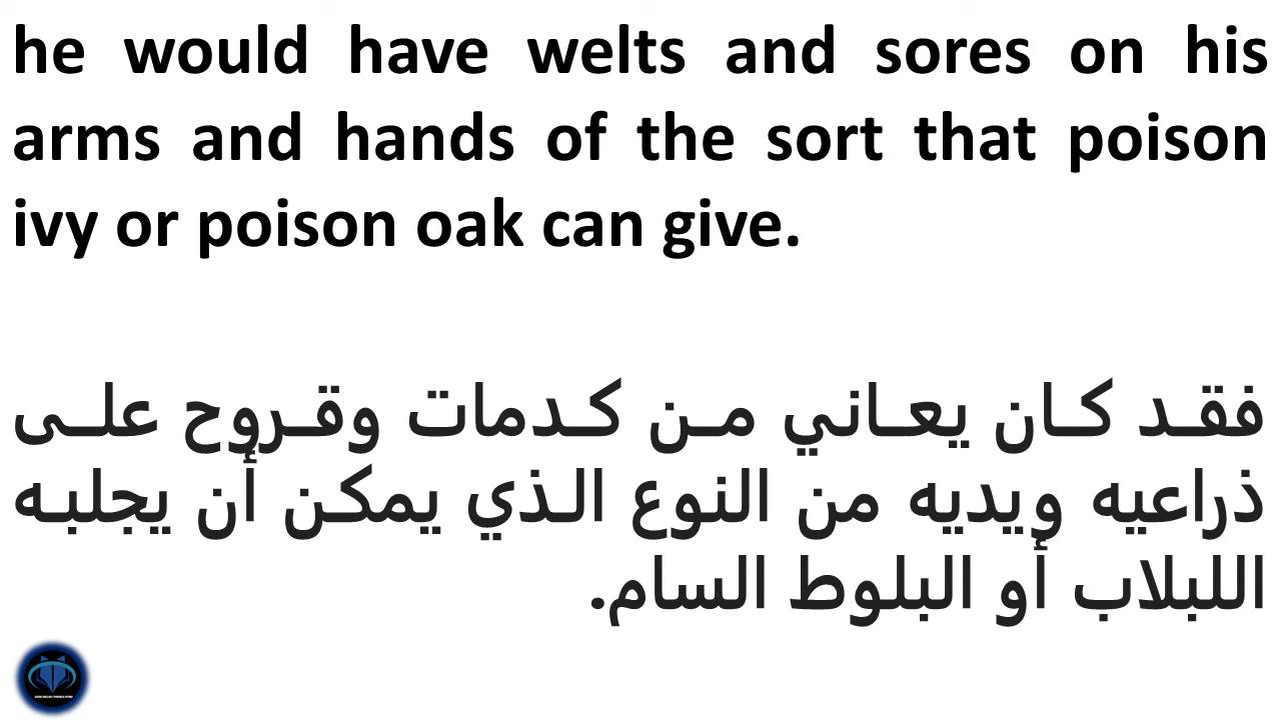 he would have welts and sores on his
arms and hands of the sort that poison
ivy or poison oak can give.
فقد كان يعاني من كدمات وقروح على
ذراعيه ويديه من النوع الذي يمكن أن يجلبه
اللبلاب أو البلوط السام.